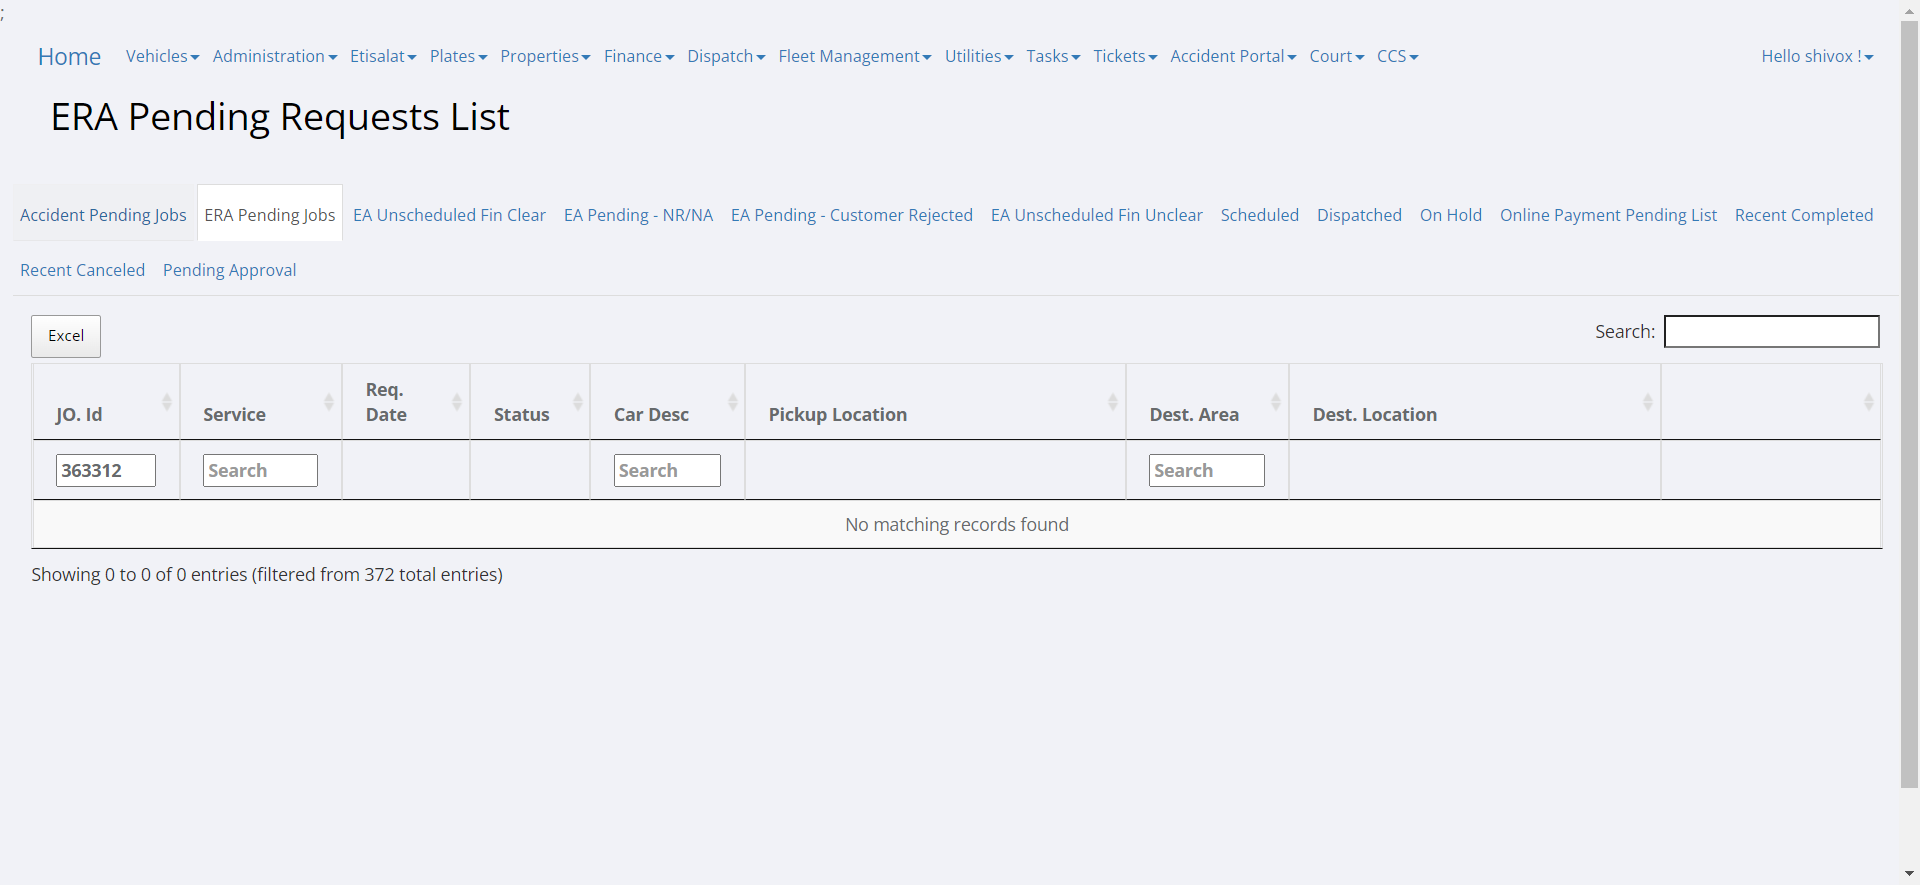 ;
Home Vehicles Administration Etisalat Plates Properties Finance Dispatch Fleet Management Utilities Tasks Tickets Accident Portal Court CCS Hello shivox !
ERA Pending Requests List
Accident Pending Jobs ERA Pending Jobs EA Unscheduled Fin Clear EA Pending - NR/NA EA Pending - Customer Rejected EA Unscheduled Fin Unclear Scheduled Dispatched On Hold Online Payment Pending List Recent Completed
Recent Canceled Pending Approval
Excel Search:
JO. Id Service Req. Date Status Car Desc Pickup Location Dest. Area Dest. Location
363312 Search Search Search
No matching records found
Showing 0 to 0 of 0 entries (filtered from 372 total entries)